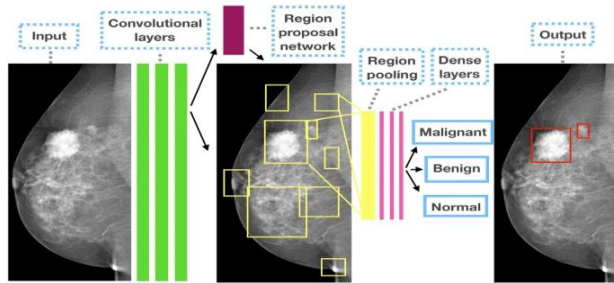 Input
Convolutional
layers
Region
proposal
network
Region
pooling
Dense
layers
Output
Malignant
Benign
Normal